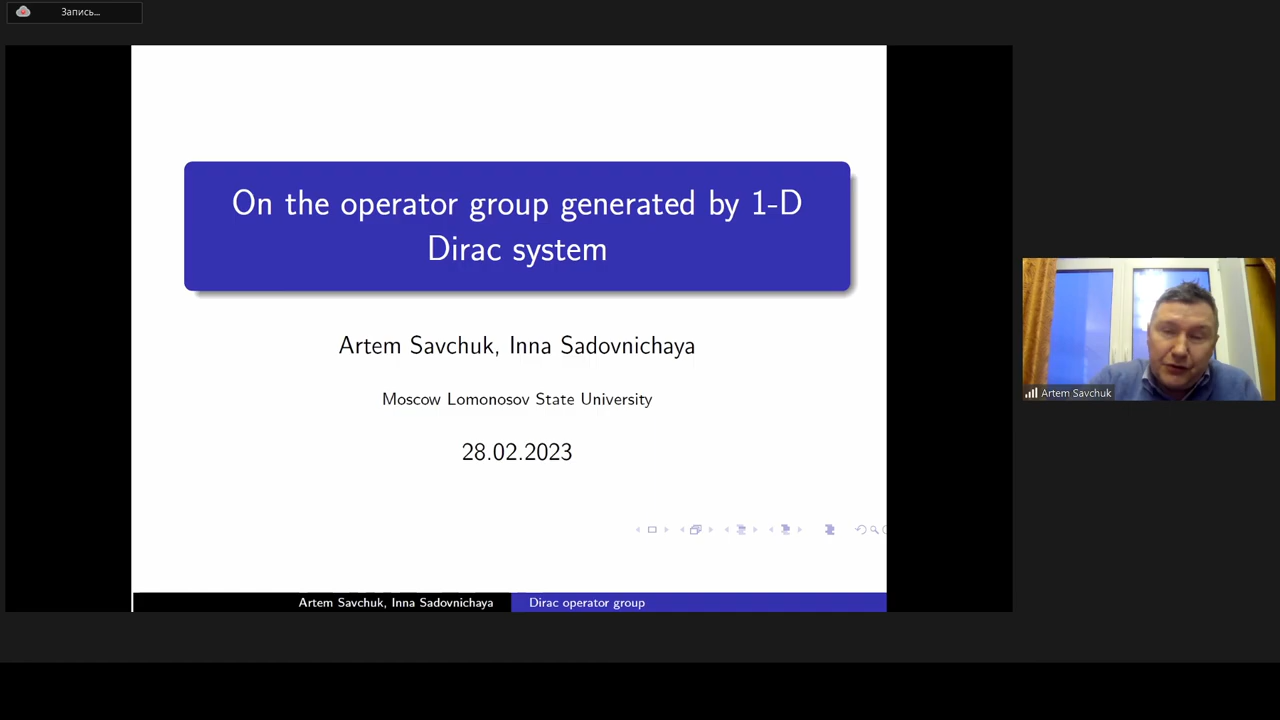 Запись...
On the operator group generated by 1-D
Dirac system
Artem Savchuk, Inna Sadovnichaya
Moscow Lomonosov State University
28.02.2023
Artem Savchuk
Artem Savchuk, Inna Sadovnichaya
Dirac operator group